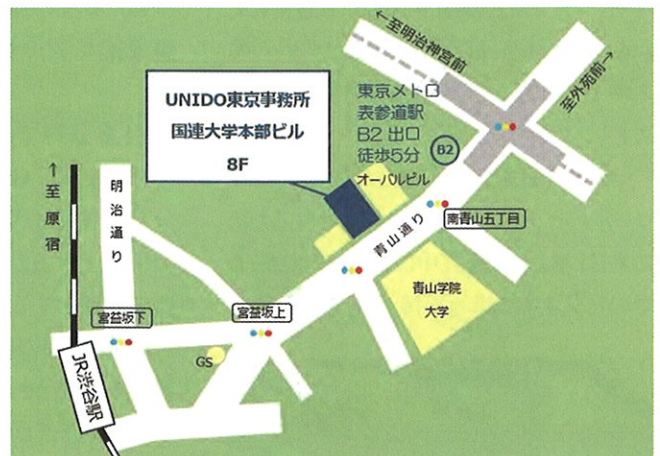 ←至明治神宮前
至外苑前→
UNIDO東京事務所
国連大学本部ビル
8F
東京メトロ
表参道駅
B2 出口
徒歩5分
B2
オーバルビル
↑至原宿
明治通り
青山通り
南青山五丁目
青山学院
大学
宮益坂下
宮益坂上
GS
JR渋谷駅